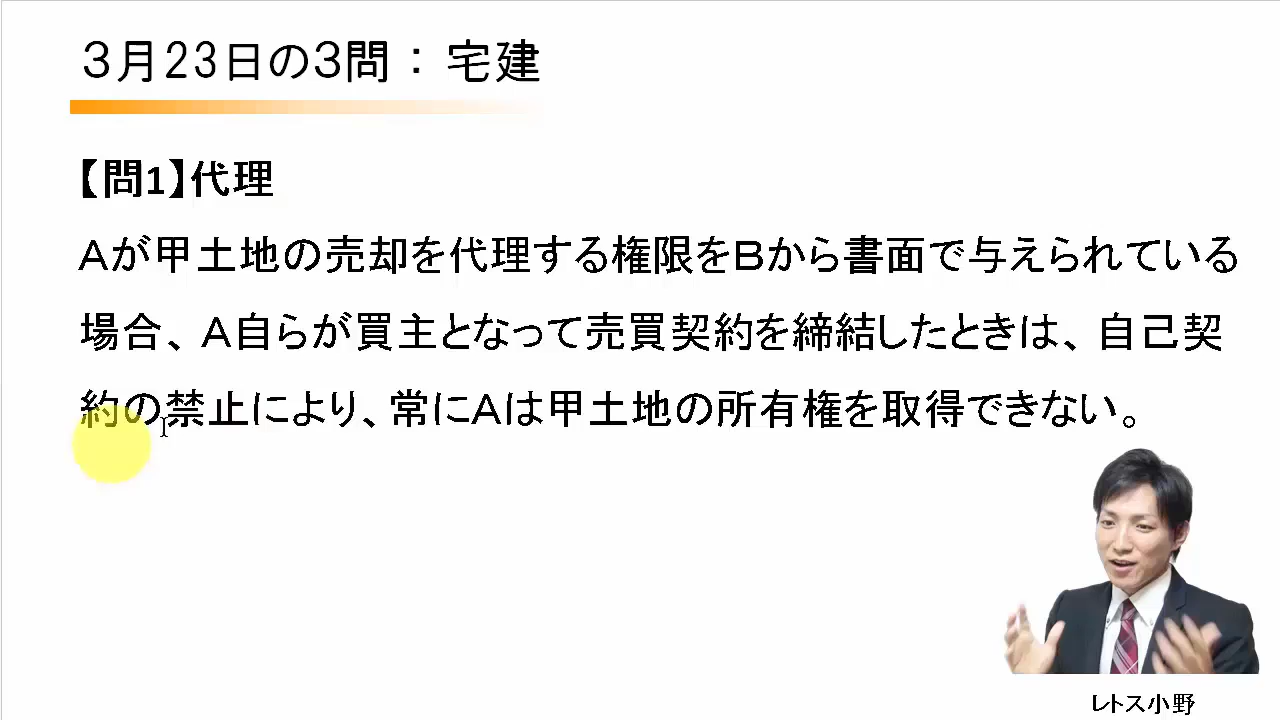 ３月23日の3問：宅建
【問1】代理
Aが甲土地の売却を代理する権限をBから書面で与えられている
場合、A自らが買主となって売買契約を締結したときは、自己契
約の禁止により、常にAは甲土地の所有権を取得できない。
レトス小野